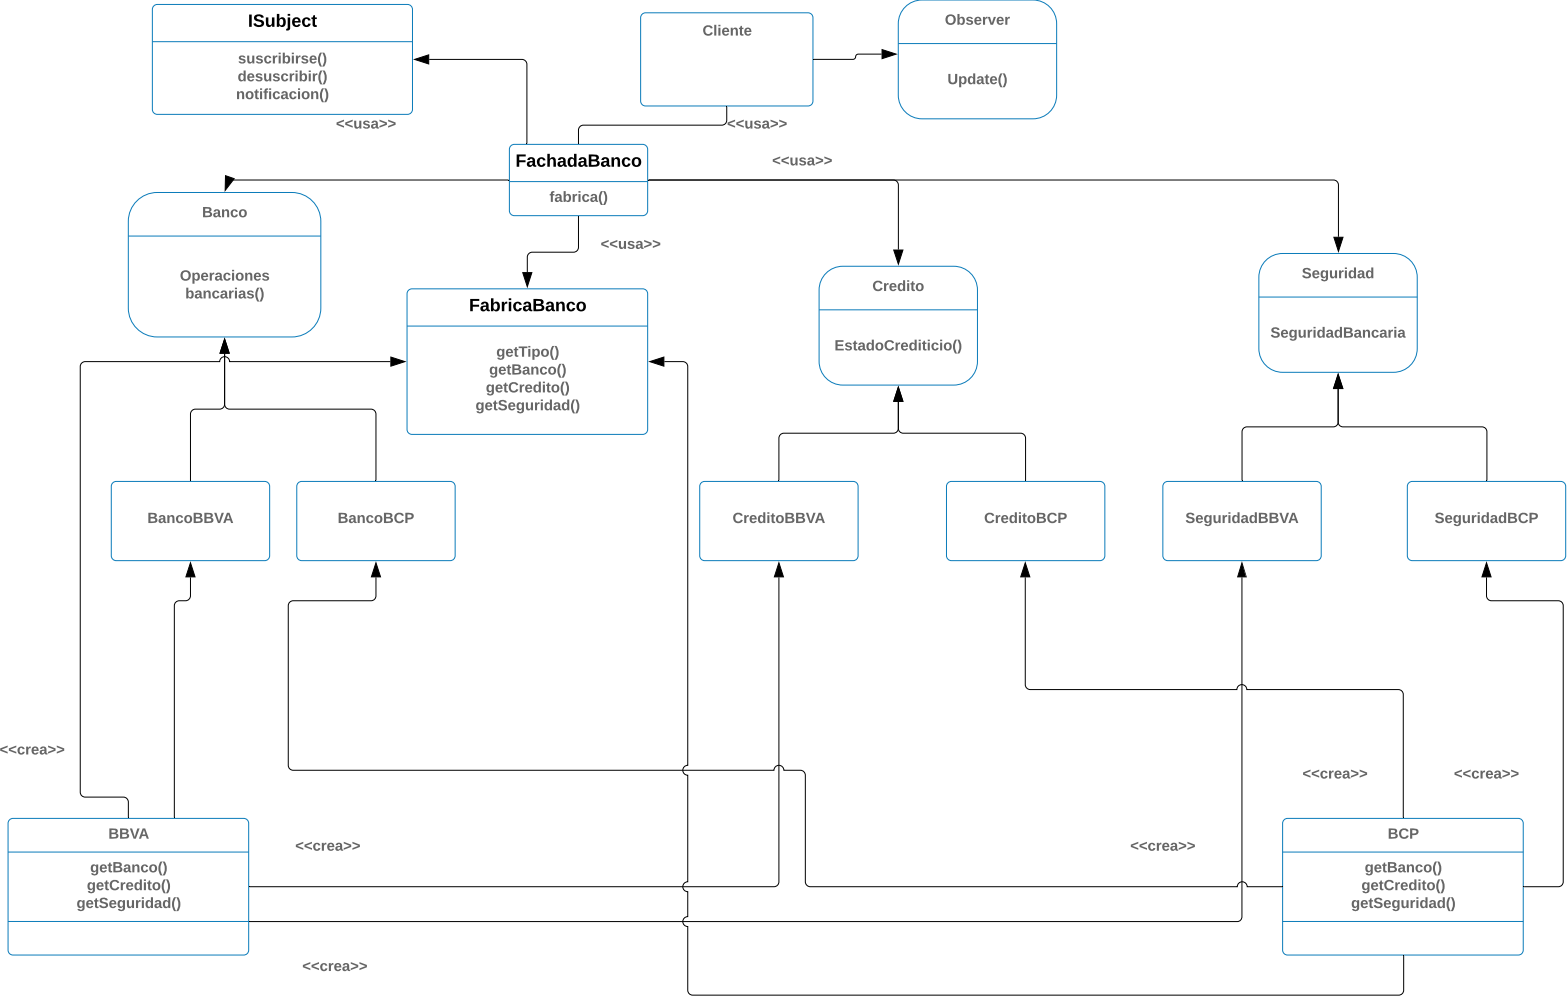 ISubject
suscribirse()
desuscribir()
notificacion()
Cliente
Observer
Update()
<<usa>>
<<usa>>
FachadaBanco
fabrica()
<<usa>>
Banco
Operaciones
bancarias()
<<usa>>
FabricaBanco
getTipo()
getBanco()
getCredito()
getSeguridad()
Credito
EstadoCrediticio()
Seguridad
SeguridadBancaria
BancoBBVA
BancoBCP
CreditoBBVA
CreditoBCP
SeguridadBBVA
SeguridadBCP
<<crea>>
<<crea>>
<<crea>>
BBVA
getBanco()
getCredito()
getSeguridad()
<<crea>>
<<crea>>
BCP
getBanco()
getCredito()
getSeguridad()
<<crea>>